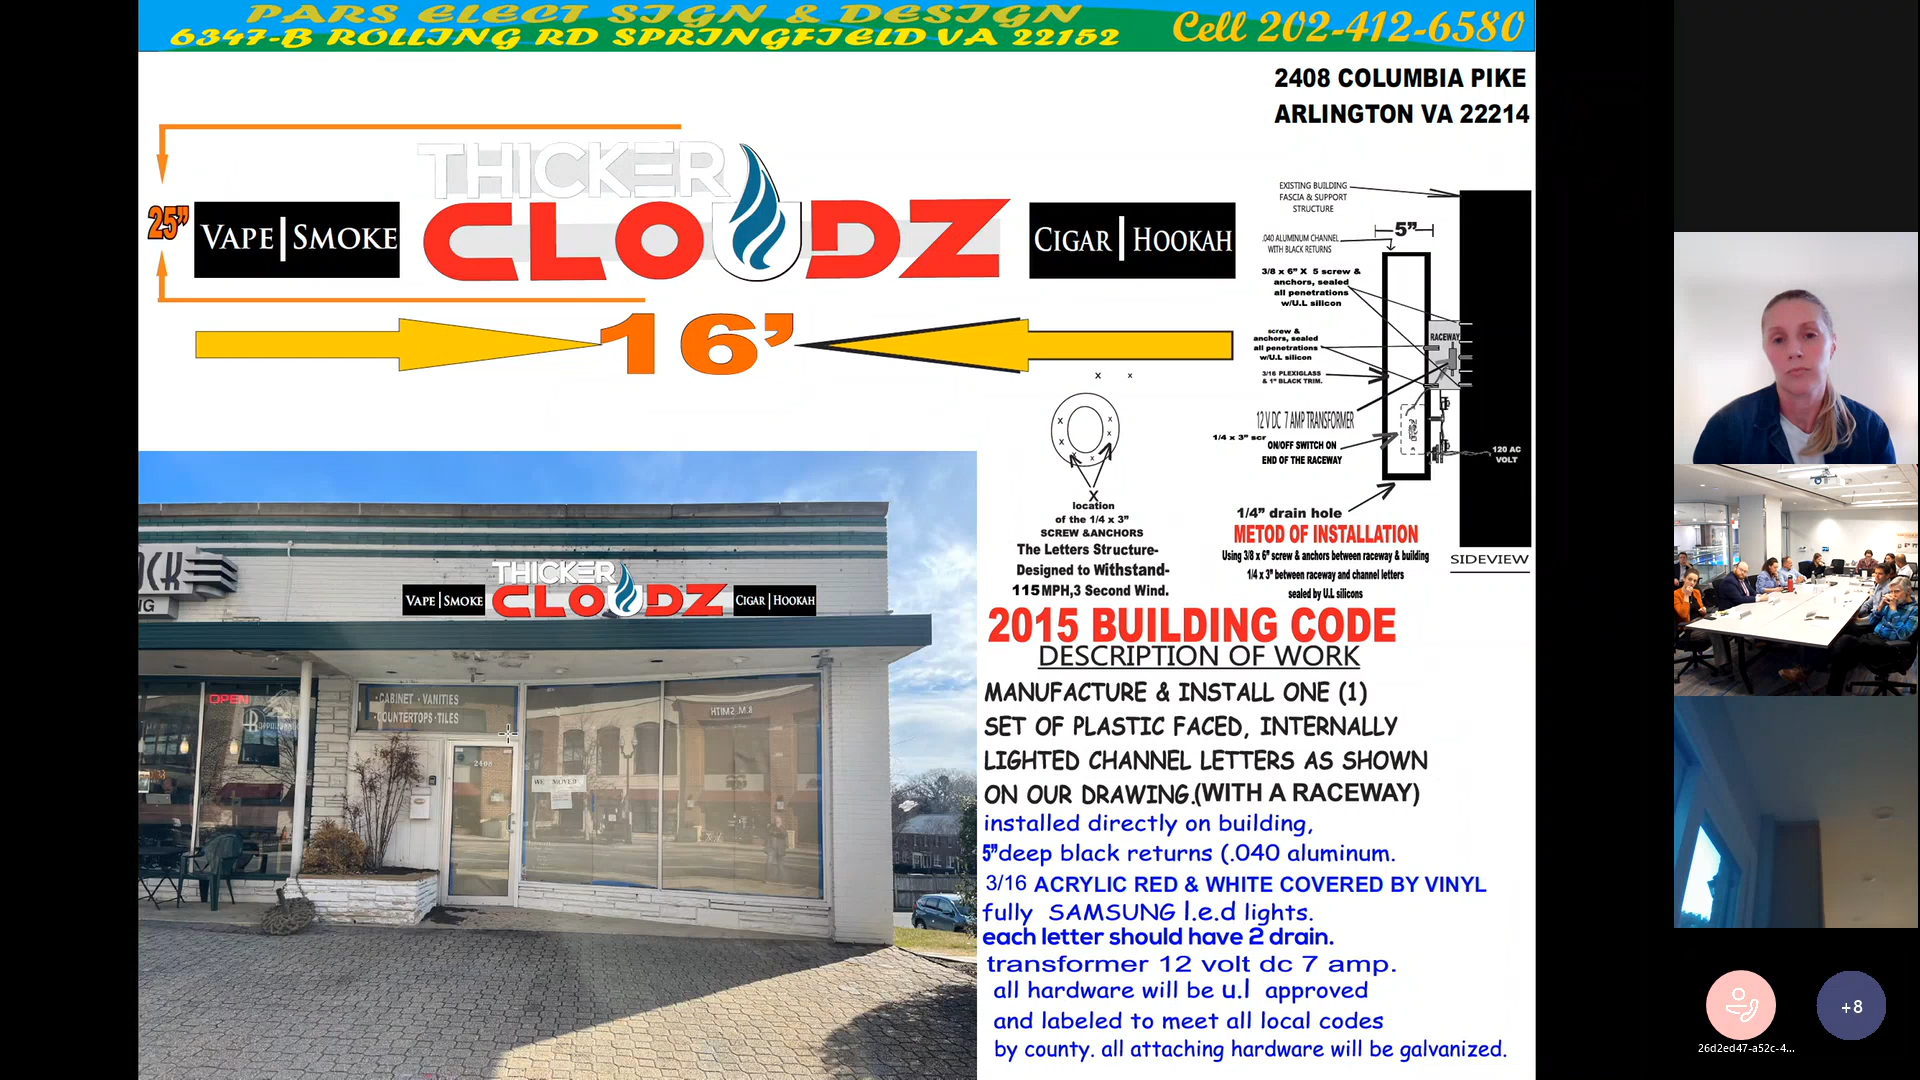 PARS ELECT SIGN & DESIGN
6347-B ROLLING RD SPRINGFIELD VA 22152
Cell 202-412-6580
2408 COLUMBIA PIKE
ARLINGTON VA 22214
25”
VAPE|SMOKE
THICKER
CLOUDZ
CIGAR|HOOKAH
16’
EXISTING BUILDING
FASCIA & SUPPORT
STRUCTURE
5”
.040 ALUMINUM CHANNEL
WITH BLACK RETURNS
3/8 x 6” X 5 screw &
anchors, sealed
all penetrations
w/U.L silicon
RACEWAY
screw &
anchors, sealed
all penetrations
w/U.L silicon
3/16 PLEXIGLASS
& 1” BLACK TRIM.
12 V DC 7 AMP TRANSFORMER
1/4 x 3” scr
ON/OFF SWITCH ON
END OF THE RACEWAY
120 AC
VOLT
1/4” drain hole
METOD OF INSTALLATION
Using 3/8 x 6” screw & anchors between raceway & building
1/4 x 3” between raceway and channel letters
sealed by U.L silicons
SIDEVIEW
X
location
of the 1/4 x 3”
SCREW &ANCHORS
The Letters Structure-
Designed to Withstand-
115 MPH,3 Second Wind.
2015 BUILDING CODE
DESCRIPTION OF WORK
MANUFACTURE & INSTALL ONE (1)
SET OF PLASTIC FACED, INTERNALLY
LIGHTED CHANNEL LETTERS AS SHOWN
ON OUR DRAWING.(WITH A RACEWAY)
installed directly on building,
5”deep black returns (.040 aluminum.
3/16 ACRYLIC RED & WHITE COVERED BY VINYL
fully SAMSUNG l.e.d lights.
each letter should have 2 drain.
transformer 12 volt dc 7 amp.
all hardware will be u.l approved
and labeled to meet all local codes
by county. all attaching hardware will be galvanized.
VAPE|SMOKE
THICKER
CLOUDZ
CIGAR|HOOKAH
OPEN
·CABINET ·VANITIES
·COUNTERTOPS ·TILES
2408
WE MOVED
+8
26d2ed47-a52c-4...